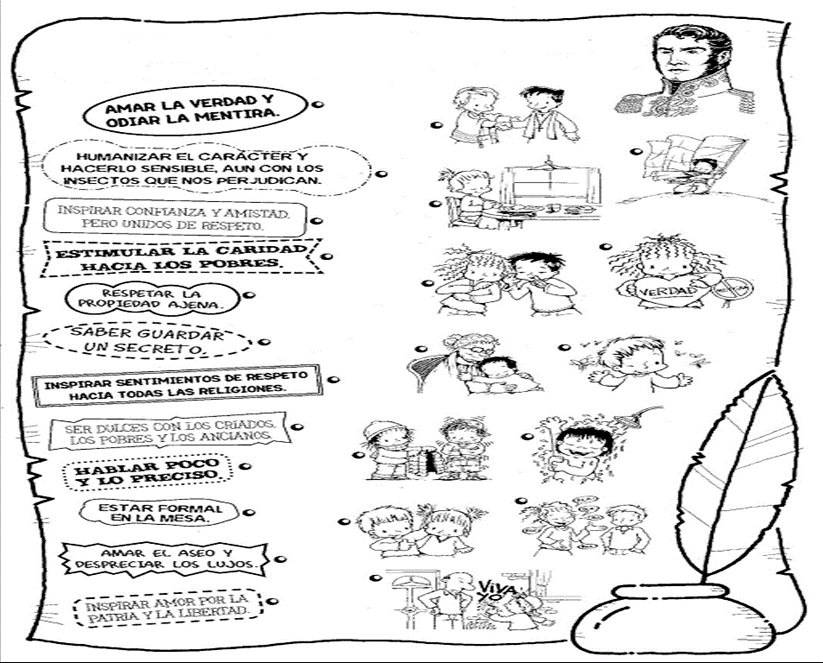 AMAR LA VERDAD Y
ODIAR LA MENTIRA.
HUMANIZAR EL CARÁCTER Y
HACERLO SENSIBLE, AUN CON LOS
INSECTOS QUE NOS PERJUDICAN.
INSPIRAR CONFIANZA Y AMISTAD,
PERO UNIDOS DE RESPETO.
ESTIMULAR LA CARIDAD
HACIA LOS POBRES.
RESPETAR LA
PROPIEDAD AJENA.
SABER GUARDAR
UN SECRETO.
INSPIRAR SENTIMIENTOS DE RESPETO
HACIA TODAS LAS RELIGIONES.
SER DULCES CON LOS CRIADOS,
LOS POBRES Y LOS ANCIANOS.
HABLAR POCO
Y LO PRECISO.
ESTAR FORMAL
EN LA MESA.
AMAR EL ASEO Y
DESPRECIAR LOS LUJOS.
INSPIRAR AMOR POR LA
PATRIA Y LA LIBERTAD.
VERDAD
VIVA
YO